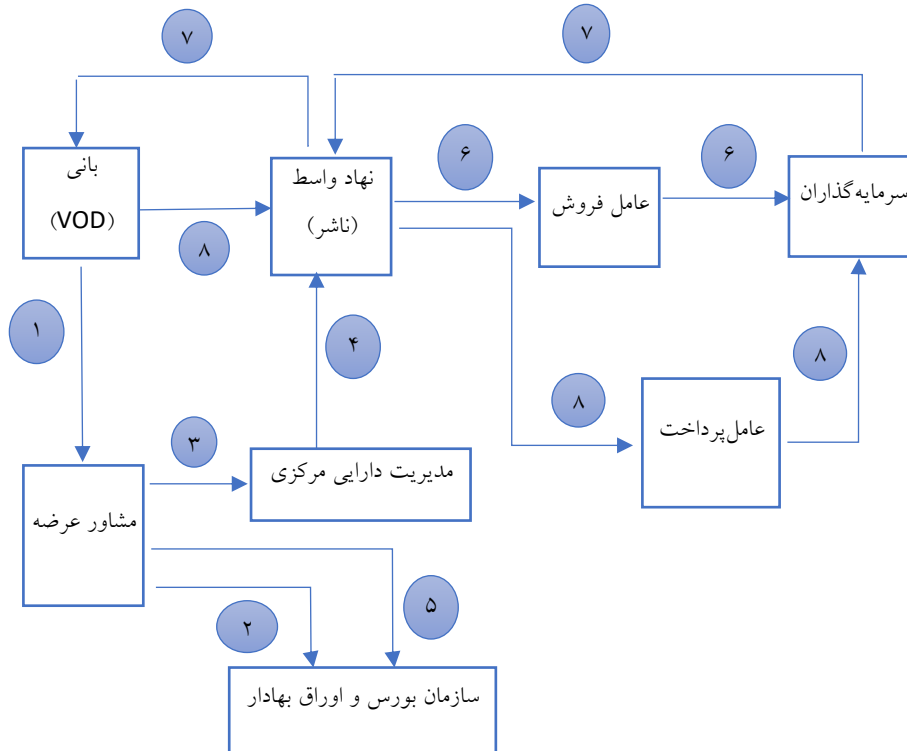 ۷
۷
بانی
(VOD)
نهاد واسط
(ناشر)
۶
عامل فروش
۶
سرمایه‌گذاران
۸
۱
۴
۸
۸
عامل‌پرداخت
۳
مدیریت دارایی مرکزی
مشاور عرضه
۵
۲
سازمان بورس و اوراق بهادار